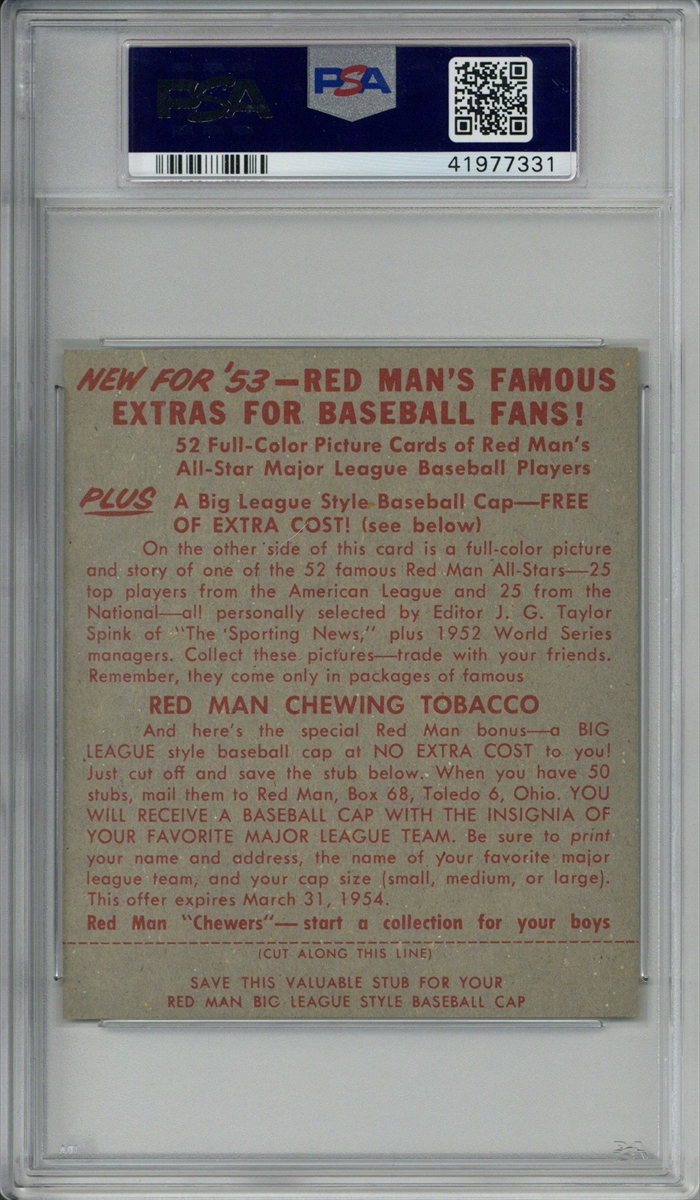 PSA
PSA
41977331
NEW FOR '53—RED MAN'S FAMOUS
EXTRAS FOR BASEBALL FANS!
52 Full-Color Picture Cards of Red Man's
All-Star Major League Baseball Players
PLUS A Big League Style Baseball Cap—FREE
OF EXTRA COST! (see below)
On the other side of this card is a full-color picture
and story of one of the 52 famous Red Man All-Stars—25
top players from the American League and 25 from the
National—all personally selected by Editor J. G. Taylor
Spink of "The Sporting News," plus 1952 World Series
managers. Collect these pictures—trade with your friends.
Remember, they come only in packages of famous
RED MAN CHEWING TOBACCO
And here's the special Red Man bonus—a BIG
LEAGUE style baseball cap at NO EXTRA COST to you!
Just cut off and save the stub below. When you have 50
stubs, mail them to Red Man, Box 68, Toledo 6, Ohio. YOU
WILL RECEIVE A BASEBALL CAP WITH THE INSIGNIA OF
YOUR FAVORITE MAJOR LEAGUE TEAM. Be sure to print
your name and address, the name of your favorite major
league team, and your cap size (small, medium, or large).
This offer expires March 31, 1954.
Red Man "Chewers"—start a collection for your boys
(CUT ALONG THIS LINE)
SAVE THIS VALUABLE STUB FOR YOUR
RED MAN BIG LEAGUE STYLE BASEBALL CAP